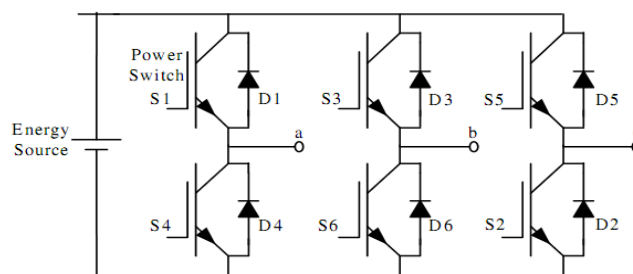 Power
Switch
S1
D1
S3
D3
S5
D5
Energy
Source
a
b
S4
D4
S6
D6
S2
D2